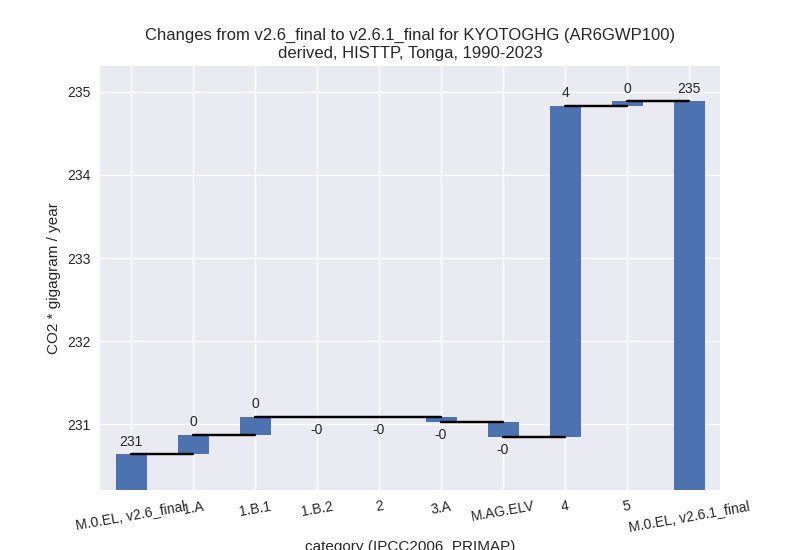 Changes from v2.6_final to v2.6.1_final for KYOTOGHG (AR6GWP100)
derived, HISTTP, Tonga, 1990-2023
CO2 * gigagram / year
235
234
233
232
231
231
0
0
-0
-0
-0
-0
4
0
235
M.0.EL, v2.6_final
1.A
1.B.1
1.B.2
2
3.A
M.AG.ELV
4
5
M.0.EL, v2.6.1_final
category (IPCC2006_PRIMAP)